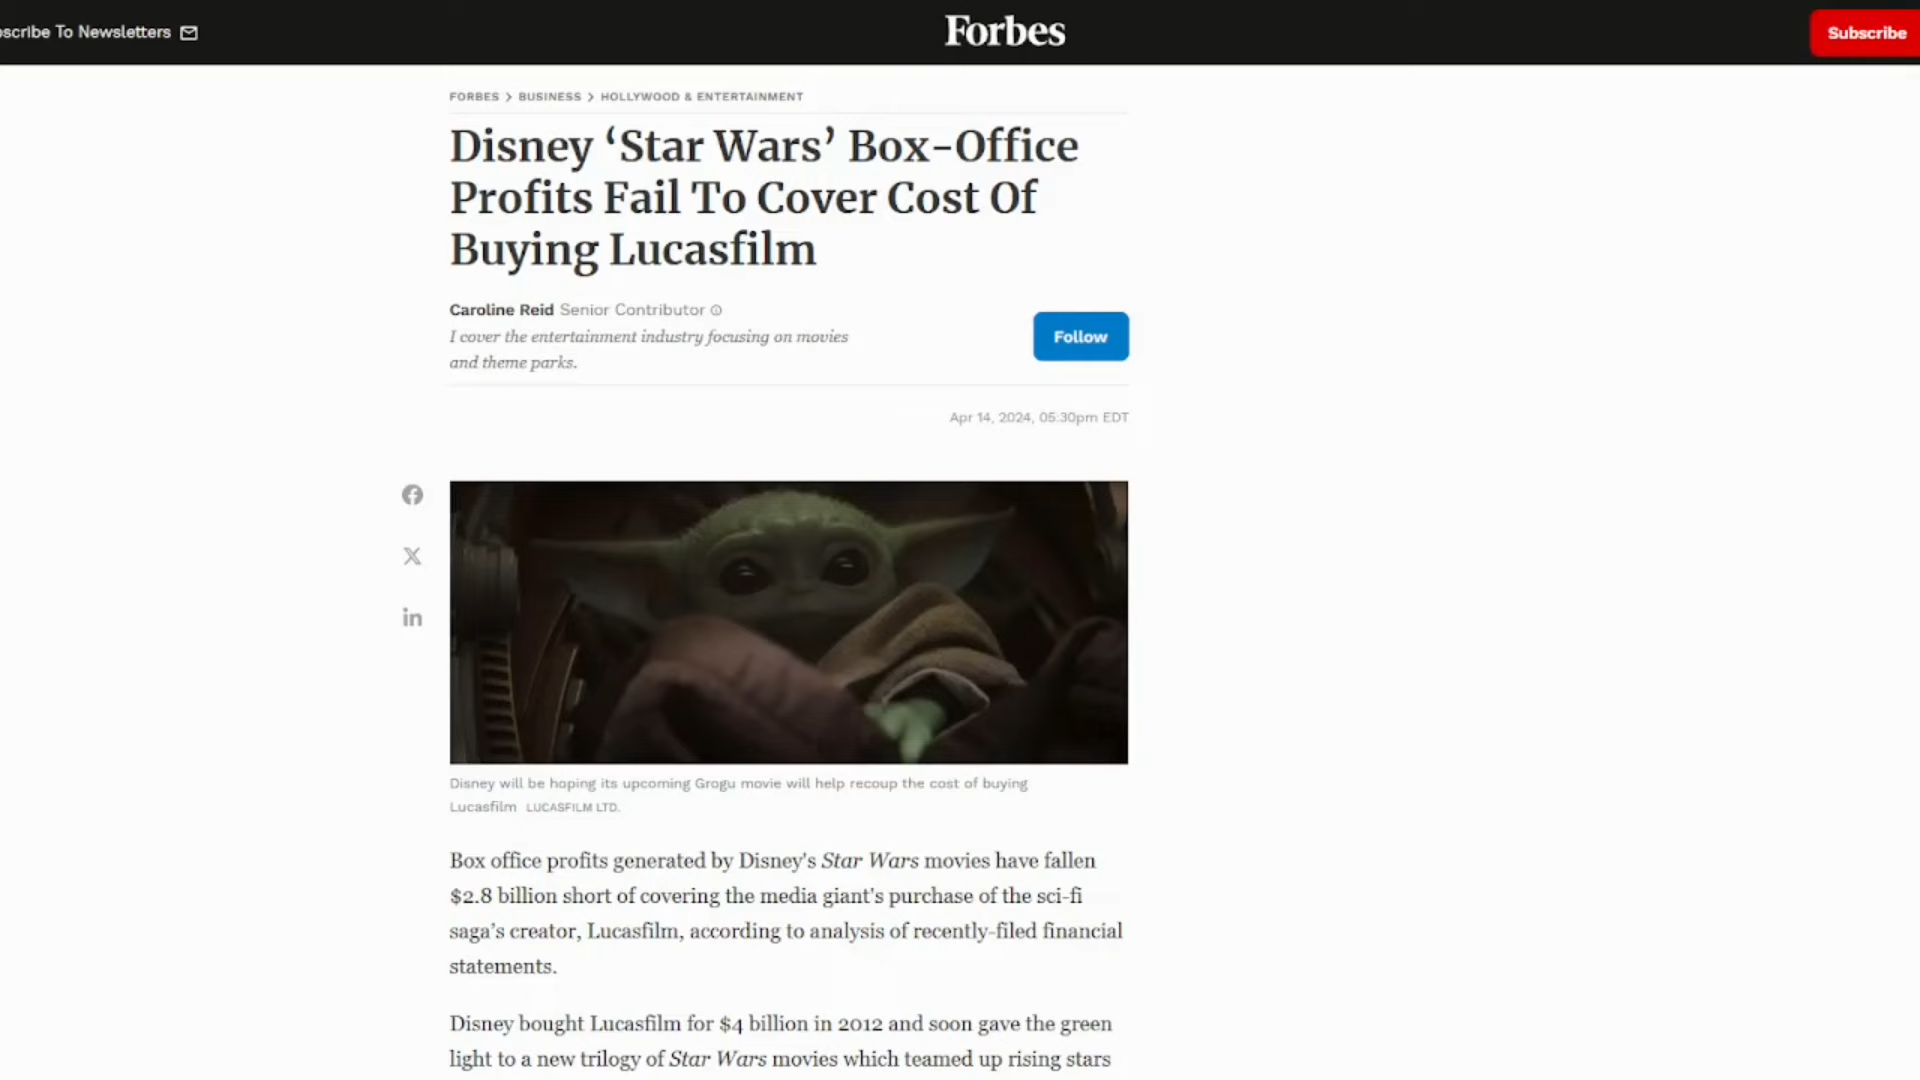 scribe To Newsletters
Forbes
Subscribe
FORBES > BUSINESS > HOLLYWOOD & ENTERTAINMENT
Disney ‘Star Wars’ Box-Office
Profits Fail To Cover Cost Of
Buying Lucasfilm
Caroline Reid Senior Contributor
I cover the entertainment industry focusing on movies
and theme parks.
Follow
Apr 14, 2024, 05:30pm EDT
Disney will be hoping its upcoming Grogu movie will help recoup the cost of buying
Lucasfilm LUCASFILM LTD.
Box office profits generated by Disney's Star Wars movies have fallen
$2.8 billion short of covering the media giant's purchase of the sci-fi
saga’s creator, Lucasfilm, according to analysis of recently-filed financial
statements.
Disney bought Lucasfilm for $4 billion in 2012 and soon gave the green
light to a new trilogy of Star Wars movies which teamed up rising stars